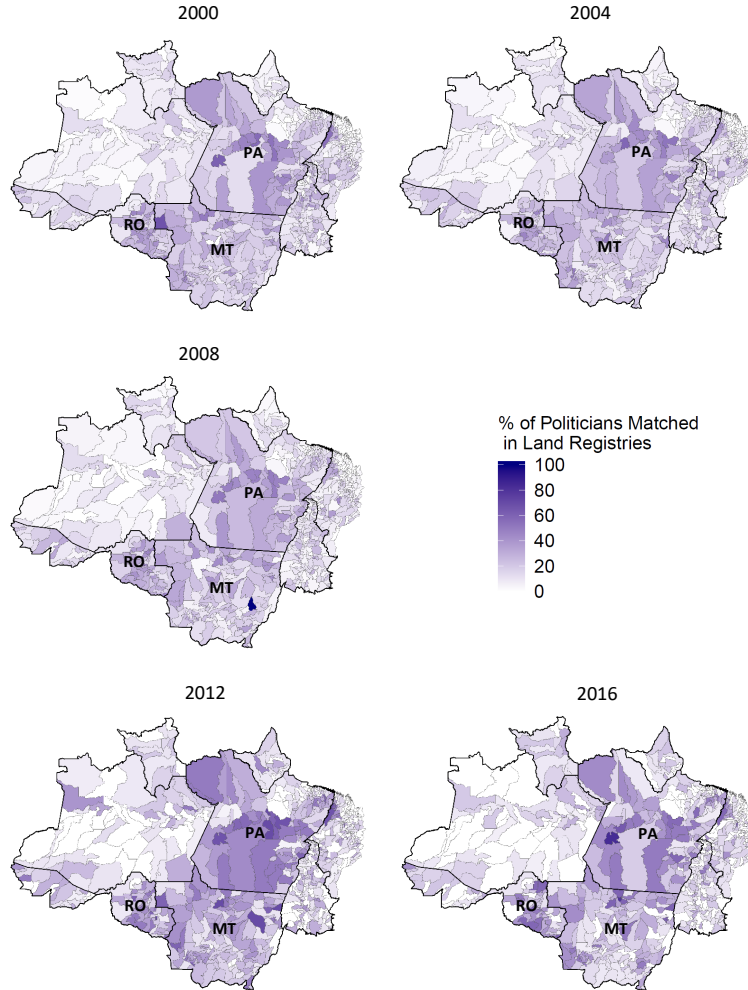 2000
2004
PA
RO
MT
PA
RO
MT
2008
PA
RO
MT
% of Politicians Matched
in Land Registries
100
80
60
40
20
0
2012
2016
PA
RO
MT
PA
RO
MT